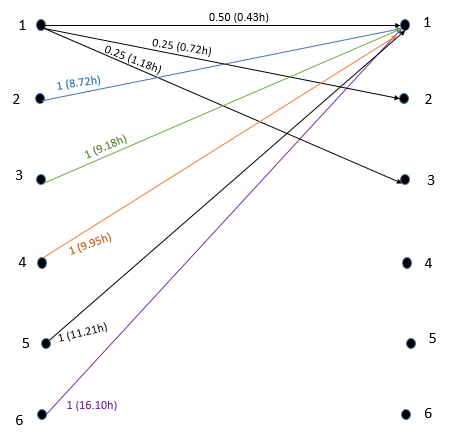 0.50 (0.43h)
1
1
0.25 (0.72h)
0.25 (1.18h)
1 (8.72h)
2
2
1 (9.18h)
3
3
1 (9.95h)
4
4
1 (11.21h)
5
5
1 (16.10h)
6
6